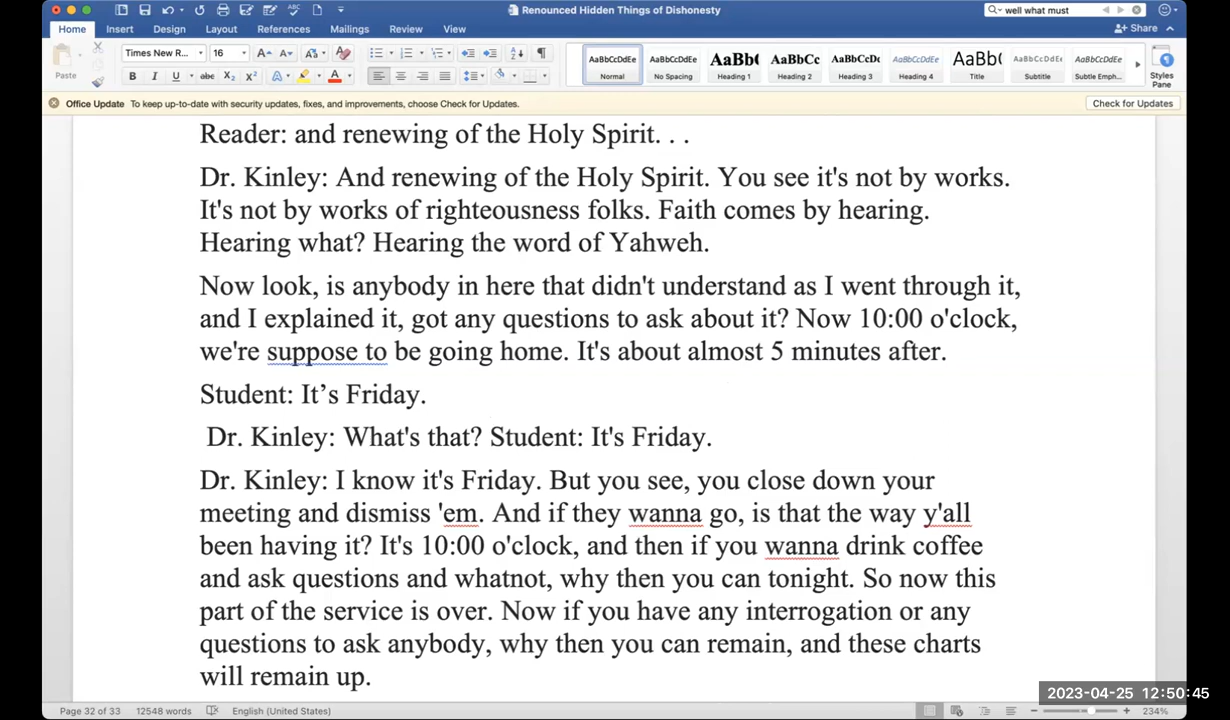 Renounced Hidden Things of Dishonesty
well what must
Home Insert Design Layout References Mailings Review View
Share
Paste
Times New R...
16
AaBbCcDdEe AaBbCcDdEe AaBb( AaBbCc AaBbCcDc AaBbCcDdEe AaBb( AaBbCcDdEe AaBbCcDdEe
Normal No Spacing Heading 1 Heading 2 Heading 3 Heading 4 Title Subtitle Subtle Emph...
Styles
Pane
Office Update To keep up-to-date with security updates, fixes, and improvements, choose Check for Updates.
Check for Updates
Reader: and renewing of the Holy Spirit. . .
Dr. Kinley: And renewing of the Holy Spirit. You see it's not by works.
It's not by works of righteousness folks. Faith comes by hearing.
Hearing what? Hearing the word of Yahweh.
Now look, is anybody in here that didn't understand as I went through it,
and I explained it, got any questions to ask about it? Now 10:00 o'clock,
we're suppose to be going home. It's about almost 5 minutes after.
Student: It’s Friday.
Dr. Kinley: What's that? Student: It's Friday.
Dr. Kinley: I know it's Friday. But you see, you close down your
meeting and dismiss 'em. And if they wanna go, is that the way y'all
been having it? It's 10:00 o'clock, and then if you wanna drink coffee
and ask questions and whatnot, why then you can tonight. So now this
part of the service is over. Now if you have any interrogation or any
questions to ask anybody, why then you can remain, and these charts
will remain up.
2023-04-25 12:50:45
Page 32 of 33 12548 words English (United States)
234%